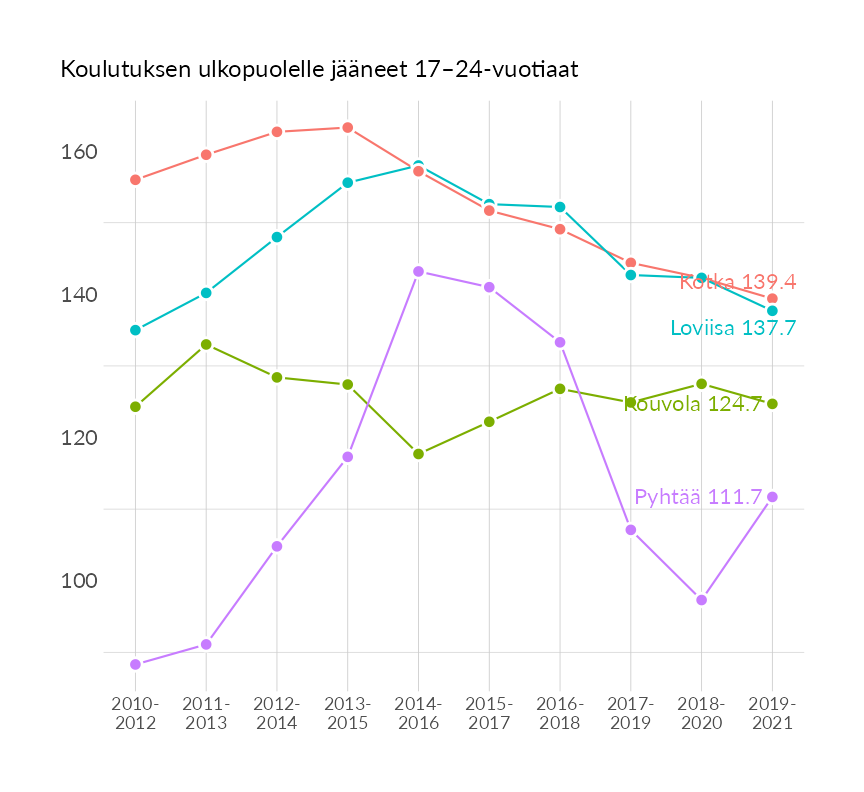 Koulutuksen ulkopuolelle jääneet 17–24-vuotiaat
160
140
120
100
Kotka 139.4
Loviisa 137.7
Kouvola 124.7
Pyhtää 111.7
2010- 2011- 2012- 2013- 2014- 2015- 2016- 2017- 2018- 2019-
2012 2013 2014 2015 2016 2017 2018 2019 2020 2021